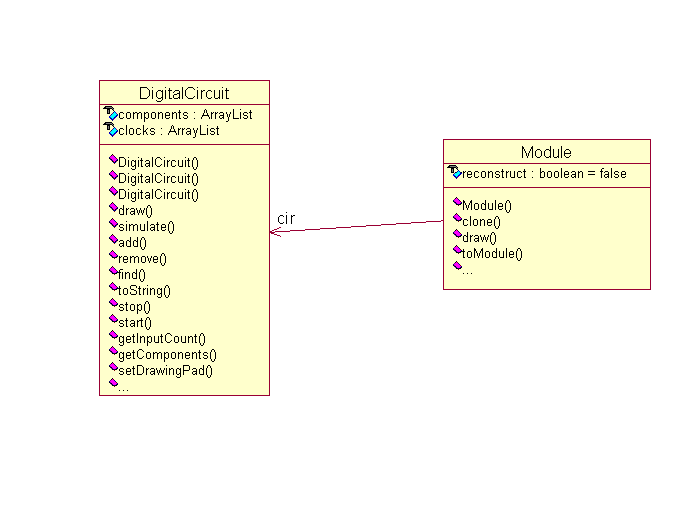 DigitalCircuit
components : ArrayList
clocks : ArrayList
DigitalCircuit()
DigitalCircuit()
DigitalCircuit()
draw()
simulate()
add()
remove()
find()
toString()
stop()
start()
getInputCount()
getComponents()
setDrawingPad()
...
cir
Module
reconstruct : boolean = false
Module()
clone()
draw()
toModule()
...